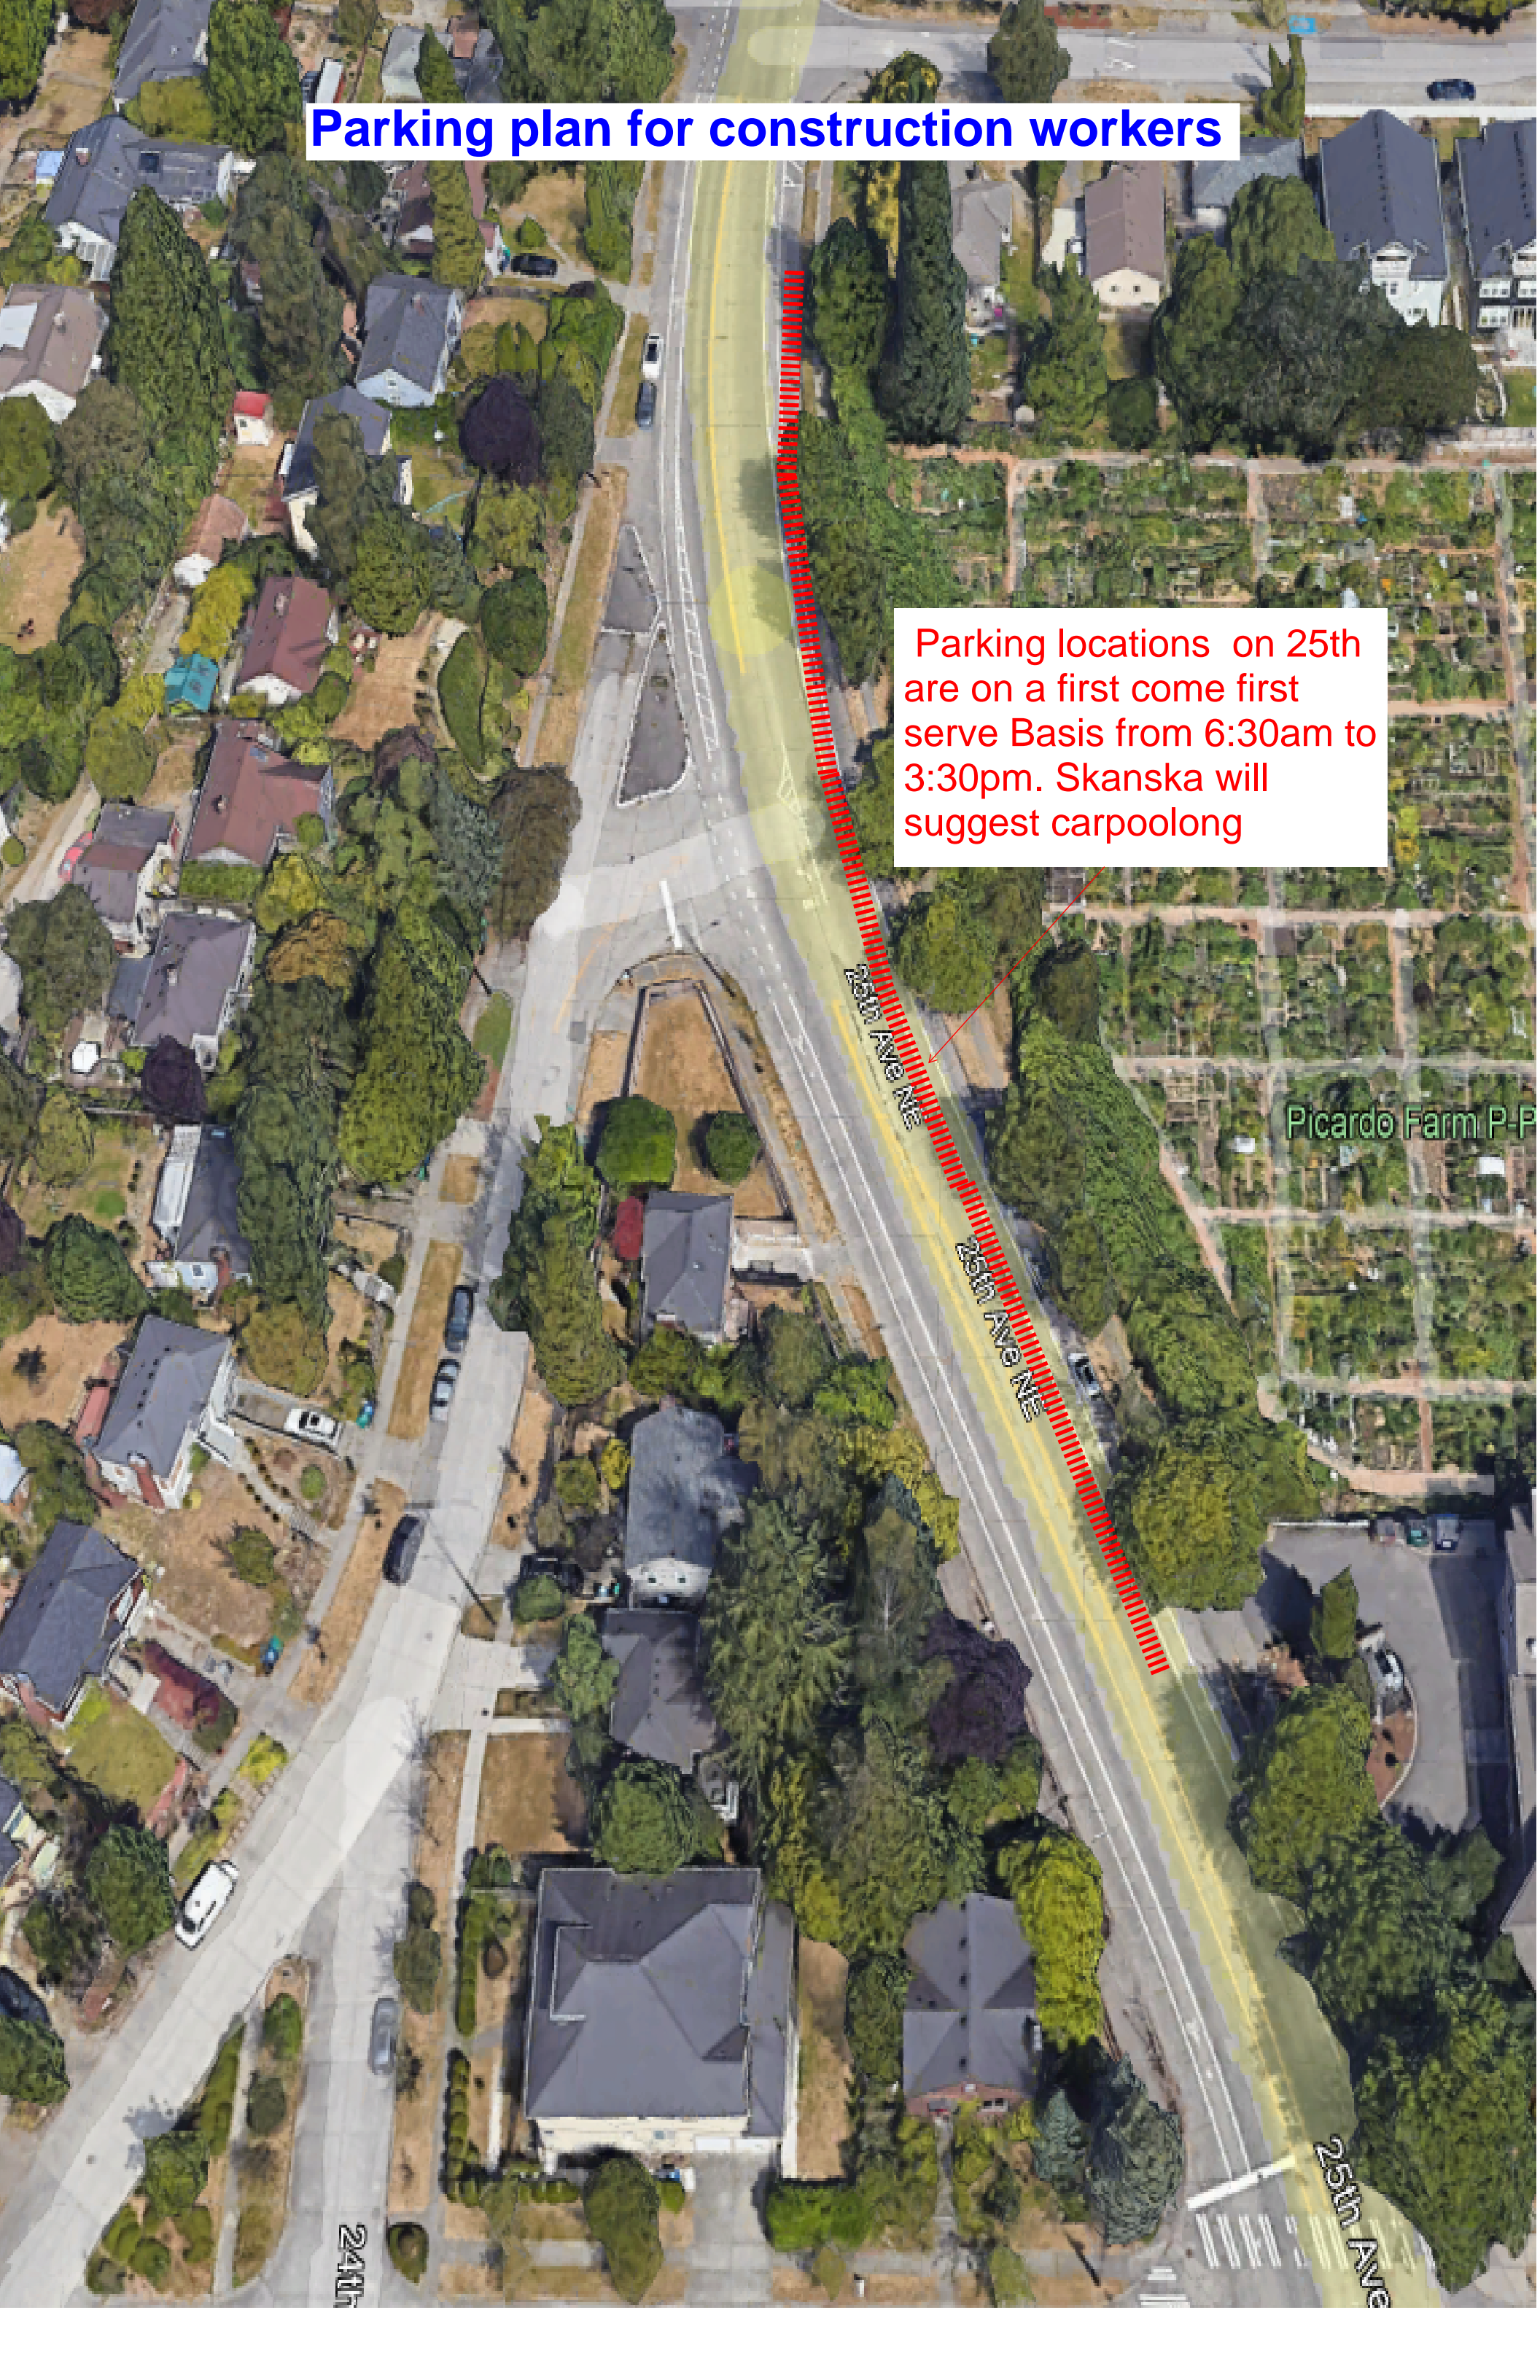 Parking plan for construction workers
Parking locations  on 25th
are on a first come first
serve Basis from 6:30am to
3:30pm. Skanska will
suggest carpoolong
25th Ave NE
Picardo Farm P-P
25th Ave NE
25th Ave
24th